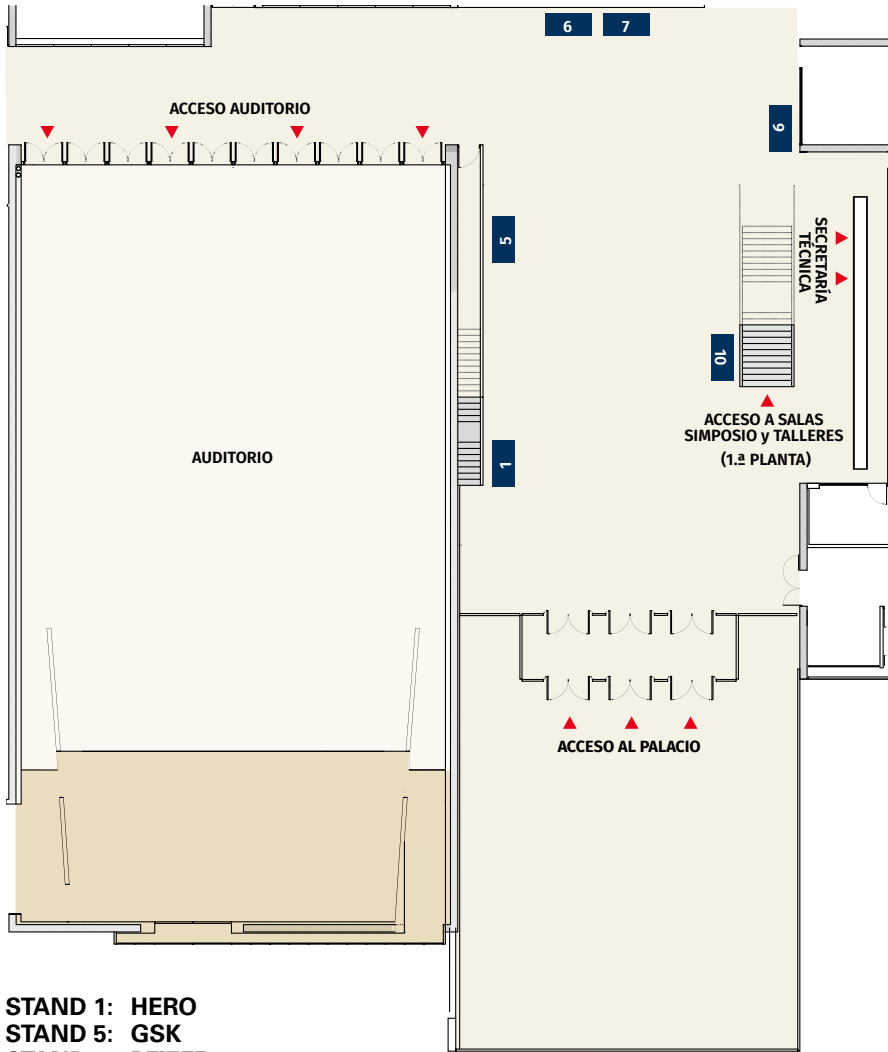 6
7
ACCESO AUDITORIO
9
5
SECRETARÍA
TÉCNICA
10
ACCESO A SALAS
SIMPOSIO y TALLERES
(1.ª PLANTA)
AUDITORIO
1
ACCESO AL PALACIO
STAND 1: HERO
STAND 5: GSK